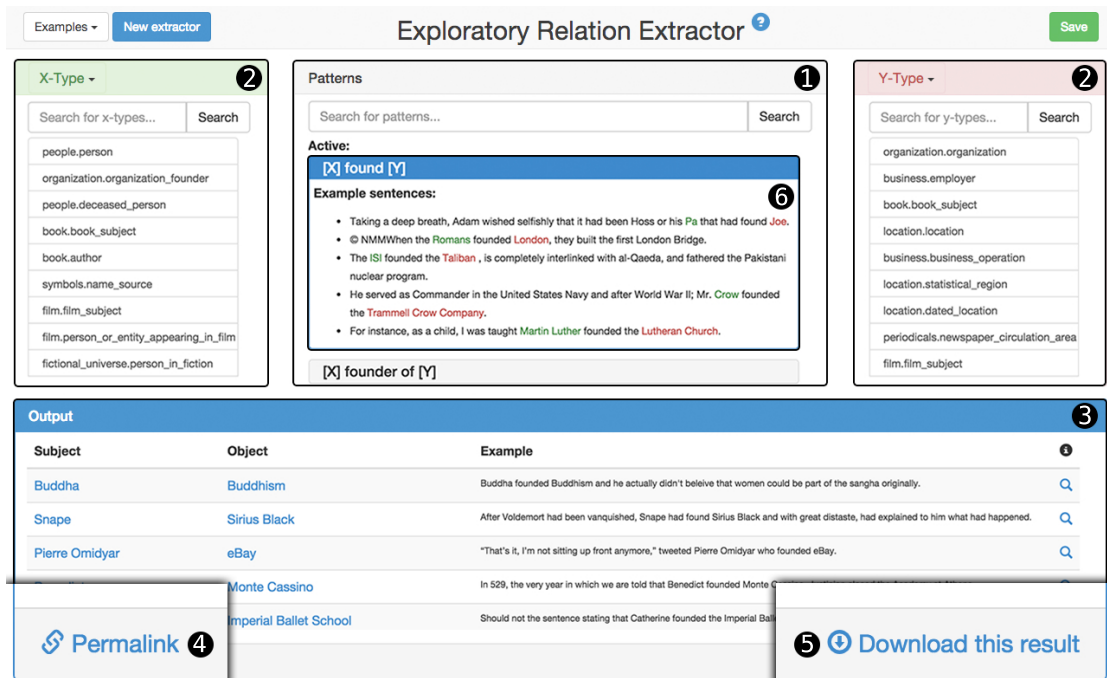 Examples
New extractor
Exploratory Relation Extractor ?
Save
X-Type
2
Search for x-types...
Search
people.person
organization.organization_founder
people.deceased_person
book.book_subject
book.author
symbols.name_source
film.film_subject
film.person_or_entity_appearing_in_film
fictional_universe.person_in_fiction
Patterns
1
Search for patterns...
Search
Active:
[X] found [Y]
Example sentences:
6
Taking a deep breath, Adam wished selfishly that it had been Hoss or his Pa that had found Joe.
© NMMWhen the Romans founded London, they built the first London Bridge.
The ISI founded the Taliban , is completely interlinked with al-Qaeda, and fathered the Pakistani
nuclear program.
He served as Commander in the United States Navy and after World War II; Mr. Crow founded
the Trammell Crow Company.
For instance, as a child, I was taught Martin Luther founded the Lutheran Church.
[X] founder of [Y]
Y-Type
2
Search for y-types...
Search
organization.organization
business.employer
book.book_subject
location.location
business.business_operation
location.statistical_region
location.dated_location
periodicals.newspaper_circulation_area
film.film_subject
Output
3
Subject Object Example
Buddha Buddhism Buddha founded Buddhism and he actually didn't beleive that women could be part of the sangha originally.
Snape Sirius Black After Voldemort had been vanquished, Snape had found Sirius Black and with great distaste, had explained to him what had happened.
Pierre Omidyar eBay "That's it, I'm not sitting up front anymore," tweeted Pierre Omidyar who founded eBay.
Monte Cassino In 529, the very year in which we are told that Benedict founded Monte
Imperial Ballet School Should not the sentence stating that Catherine founded the Imperial Ball
Permalink 4
5 Download this result